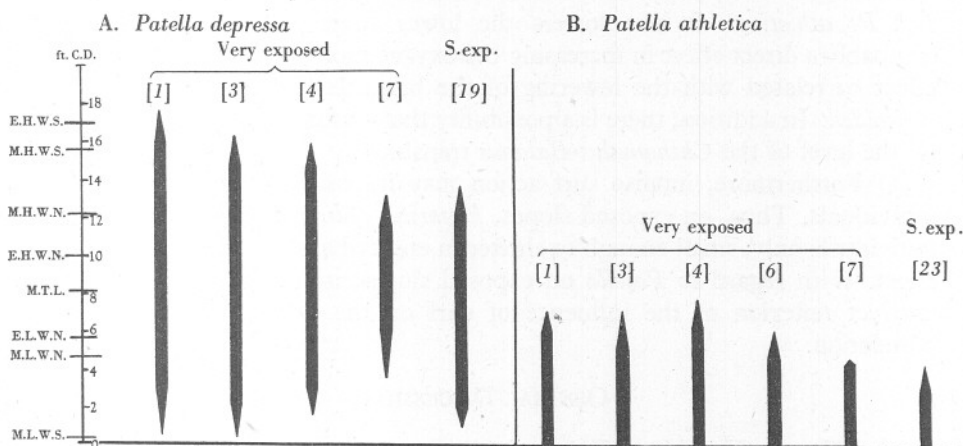 A. Patella depressa
B. Patella athletica
ft. C.D.
Very exposed
S.exp.
[1] [3] [4] [7] [19]
18
E.H.W.S.
M.H.W.S.
16
14
M.H.W.N.
12
E.H.W.N.
10
M.T.L.
8
E.L.W.N.
6
M.L.W.N.
4
2
M.L.W.S.
0
Very exposed
S.exp.
[1] [3] [4] [6] [7] [23]